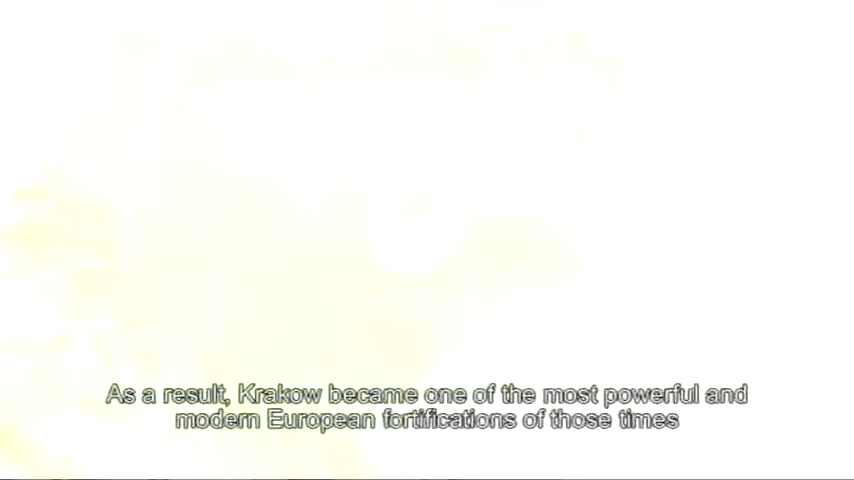 As a result, Krakow became one of the most powerful and
modern European fortifications of those times